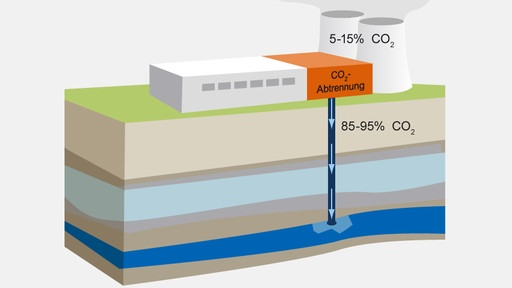 5-15% CO₂
CO₂-
Abtrennung
85-95% CO₂